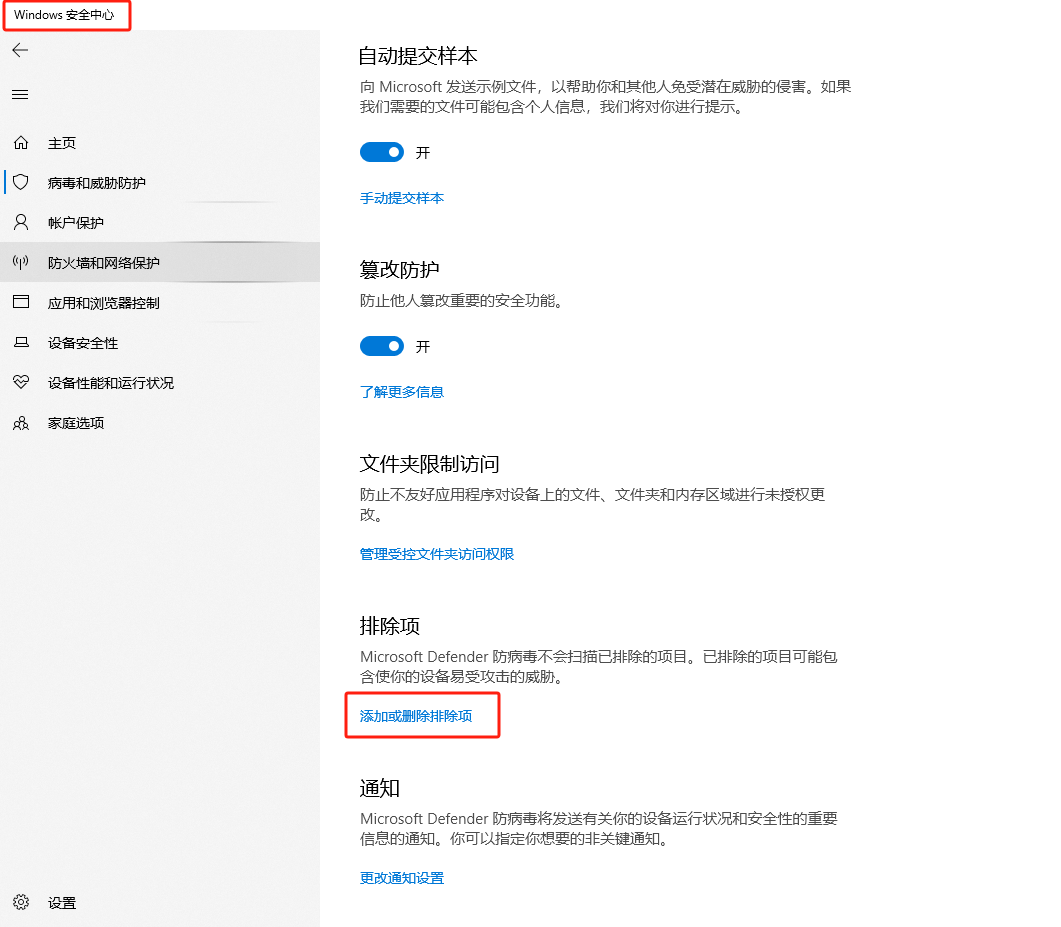 Windows 安全中心
主页
病毒和威胁防护
帐户保护
防火墙和网络保护
应用和浏览器控制
设备安全性
设备性能和运行状况
家庭选项
设置
自动提交样本
向 Microsoft 发送示例文件，以帮助你和其他人免受潜在威胁的侵害。如果
我们需要的文件可能包含个人信息，我们将对你进行提示。
开
手动提交样本
篡改防护
防止他人篡改重要的安全功能。
开
了解更多信息
文件夹限制访问
防止不友好应用程序对设备上的文件、文件夹和内存区域进行未授权更
改。
管理受控文件夹访问权限
排除项
Microsoft Defender 防病毒不会扫描已排除的项目。已排除的项目可能包
含使你的设备易受攻击的威胁。
添加或删除排除项
通知
Microsoft Defender 防病毒将发送有关你的设备运行状况和安全性的重要
信息的通知。你可以指定你想要的非关键通知。
更改通知设置